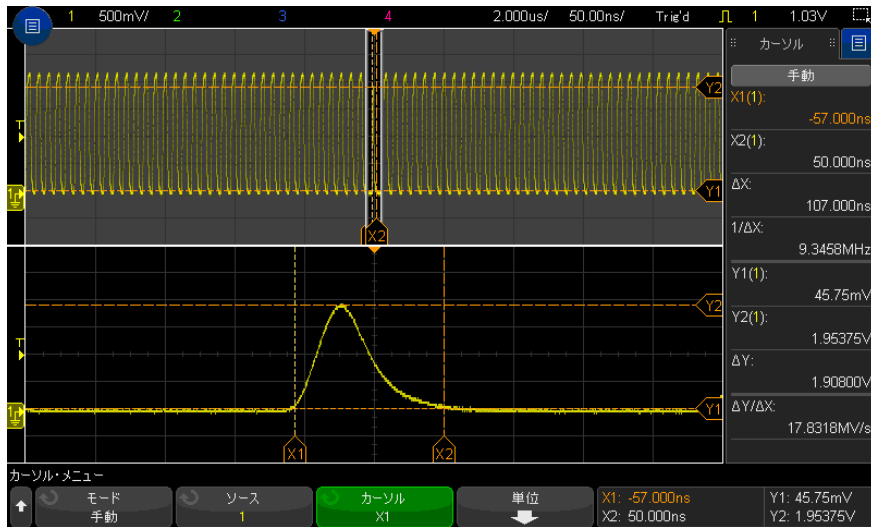 1 500mV/ 2 3 4 2.000us/ 50.00ns/ Trig'd 1 1.03V
カーソル
手動
X1(1):
-57.000ns
X2(1):
50.000ns
ΔX:
107.000ns
1/ΔX:
9.3458MHz
Y1(1):
45.75mV
Y2(1):
1.95375V
ΔY:
1.90800V
ΔY/ΔX:
17.8318MV/s
Y2
T
1
Y1
X2
Y2
T
1
Y1
X1 X2
カーソル・メニュー
モード
手動
ソース
1
カーソル
X1
単位
X1: -57.000ns
X2: 50.000ns
Y1: 45.75mV
Y2: 1.95375V